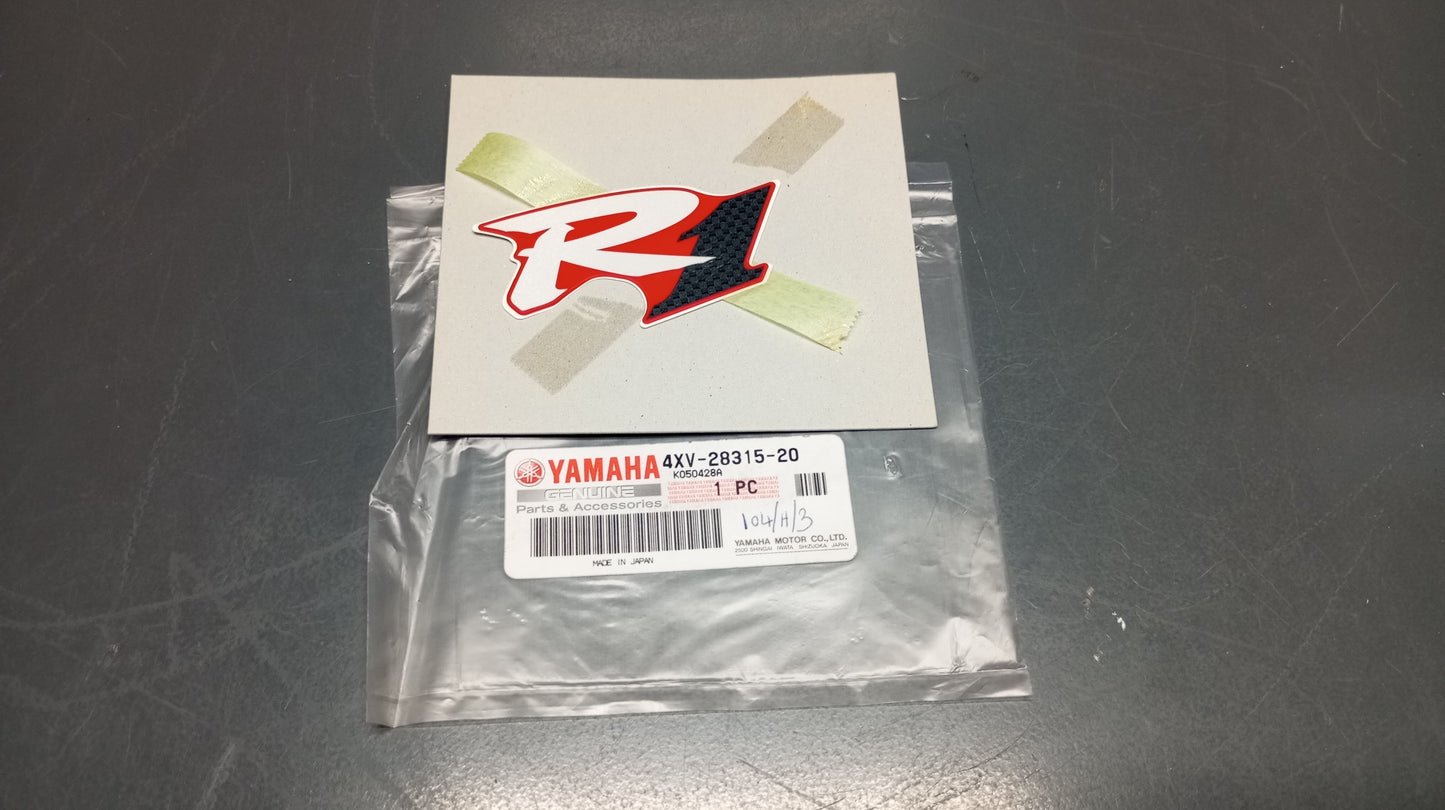 R1
YAMAHA 4XV-28315-20
K050428A
GENUINE
1 PC
Parts & Accessories
104/H/3
YAMAHA MOTOR CO.,LTD.
2500 SHINGAI IWATA SHIZUOKA JAPAN
MADE IN JAPAN